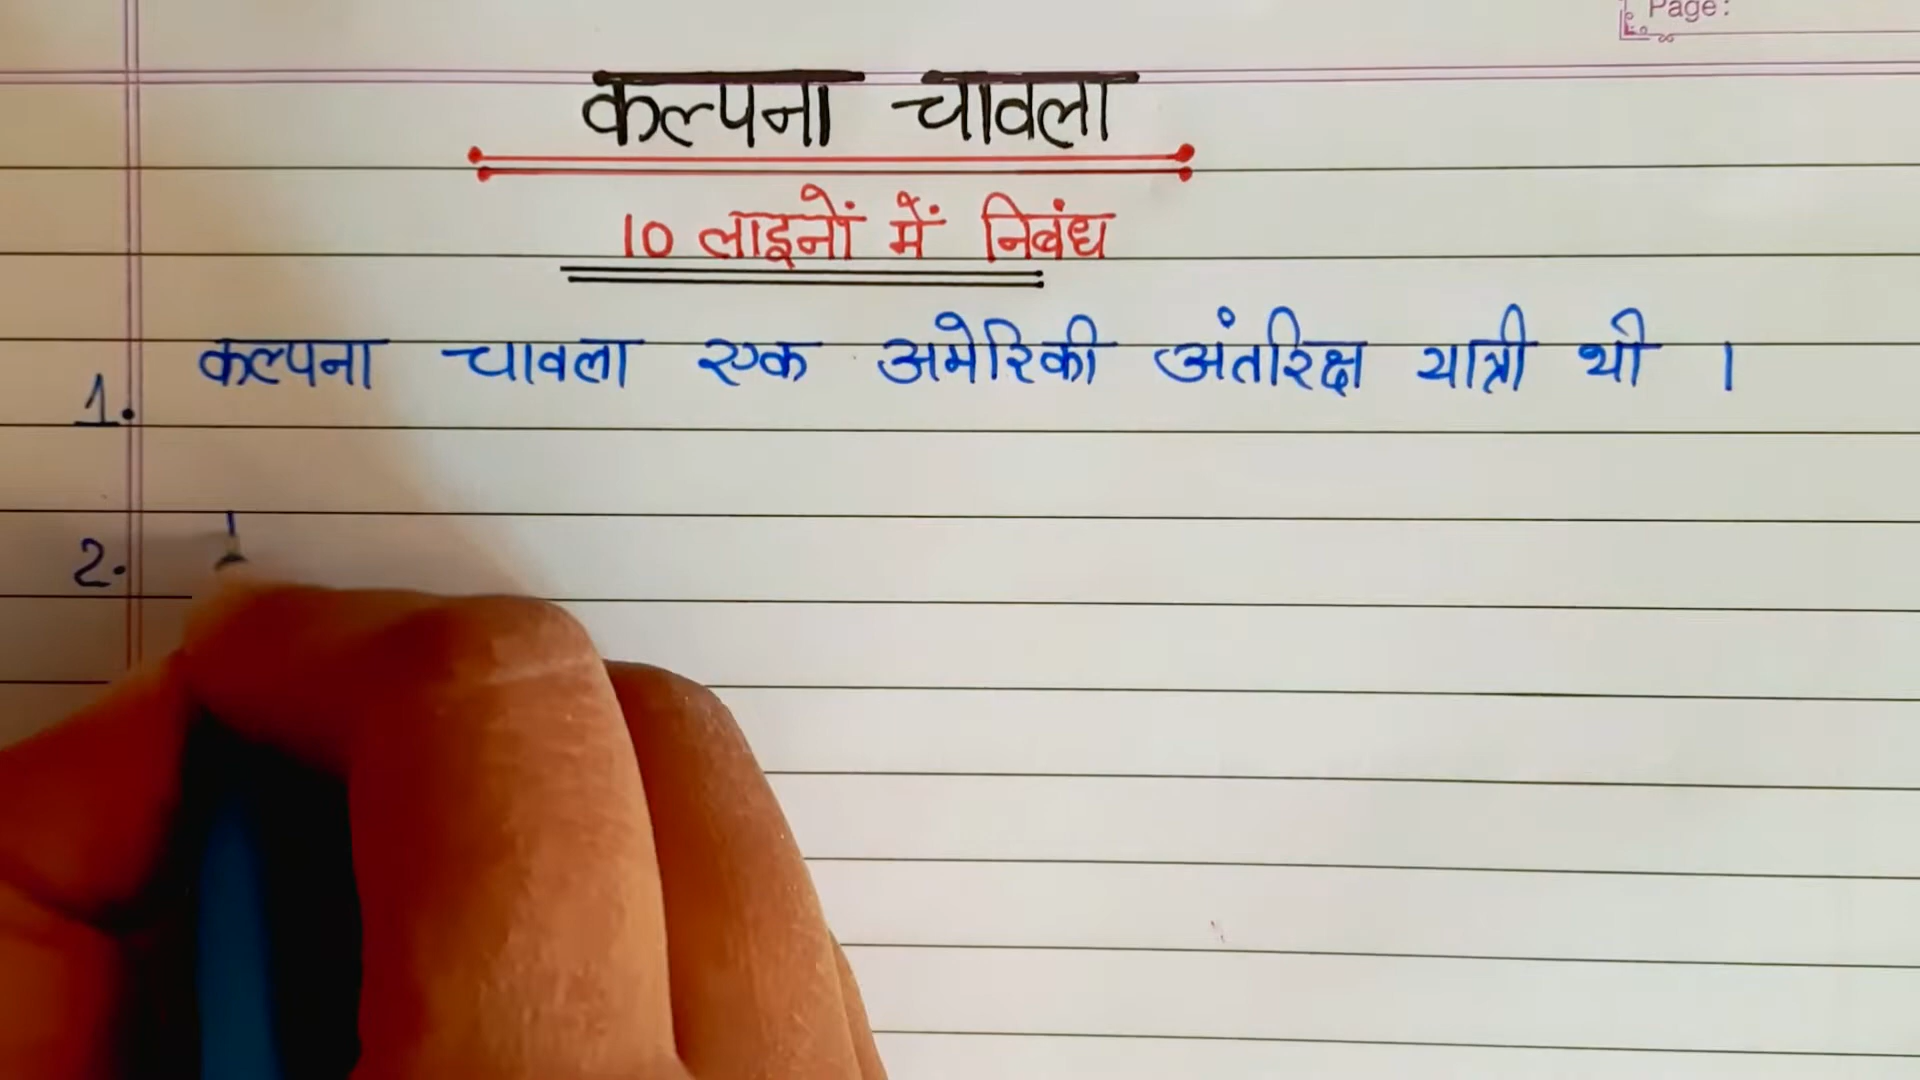 Page:
कल्पना चावला
10 लाइनों में निबंध
1. कल्पना चावला एक अमेरिकी अंतरिक्ष यात्री थी ।
2.